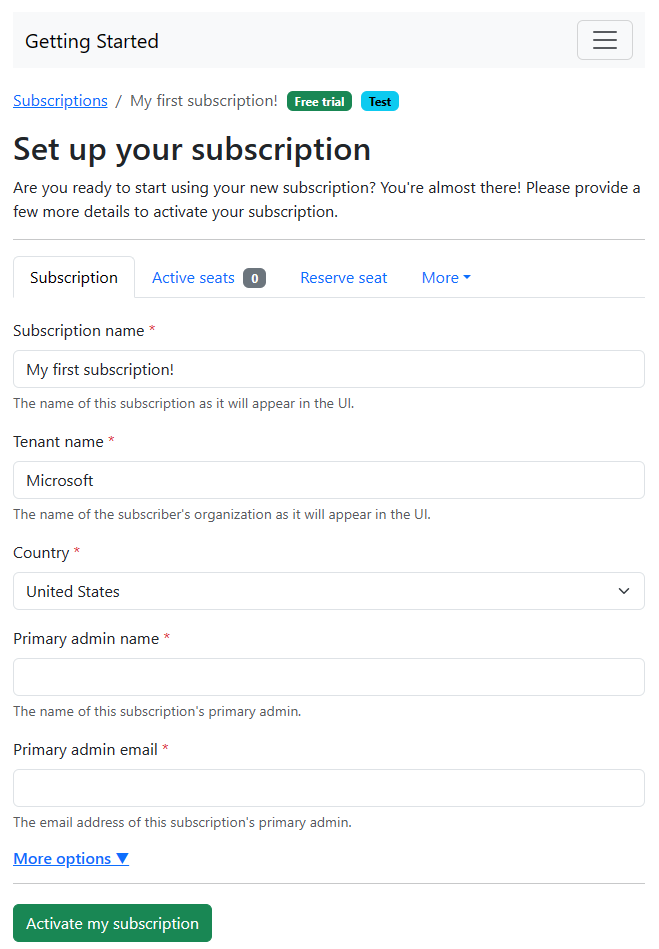 Getting Started
Subscriptions / My first subscription! Free trial Test
Set up your subscription
Are you ready to start using your new subscription? You're almost there! Please provide a
few more details to activate your subscription.
Subscription Active seats 0 Reserve seat More
Subscription name *
My first subscription!
The name of this subscription as it will appear in the UI.
Tenant name *
Microsoft
The name of the subscriber's organization as it will appear in the UI.
Country *
United States
Primary admin name *
The name of this subscription's primary admin.
Primary admin email *
The email address of this subscription's primary admin.
More options ▼
Activate my subscription